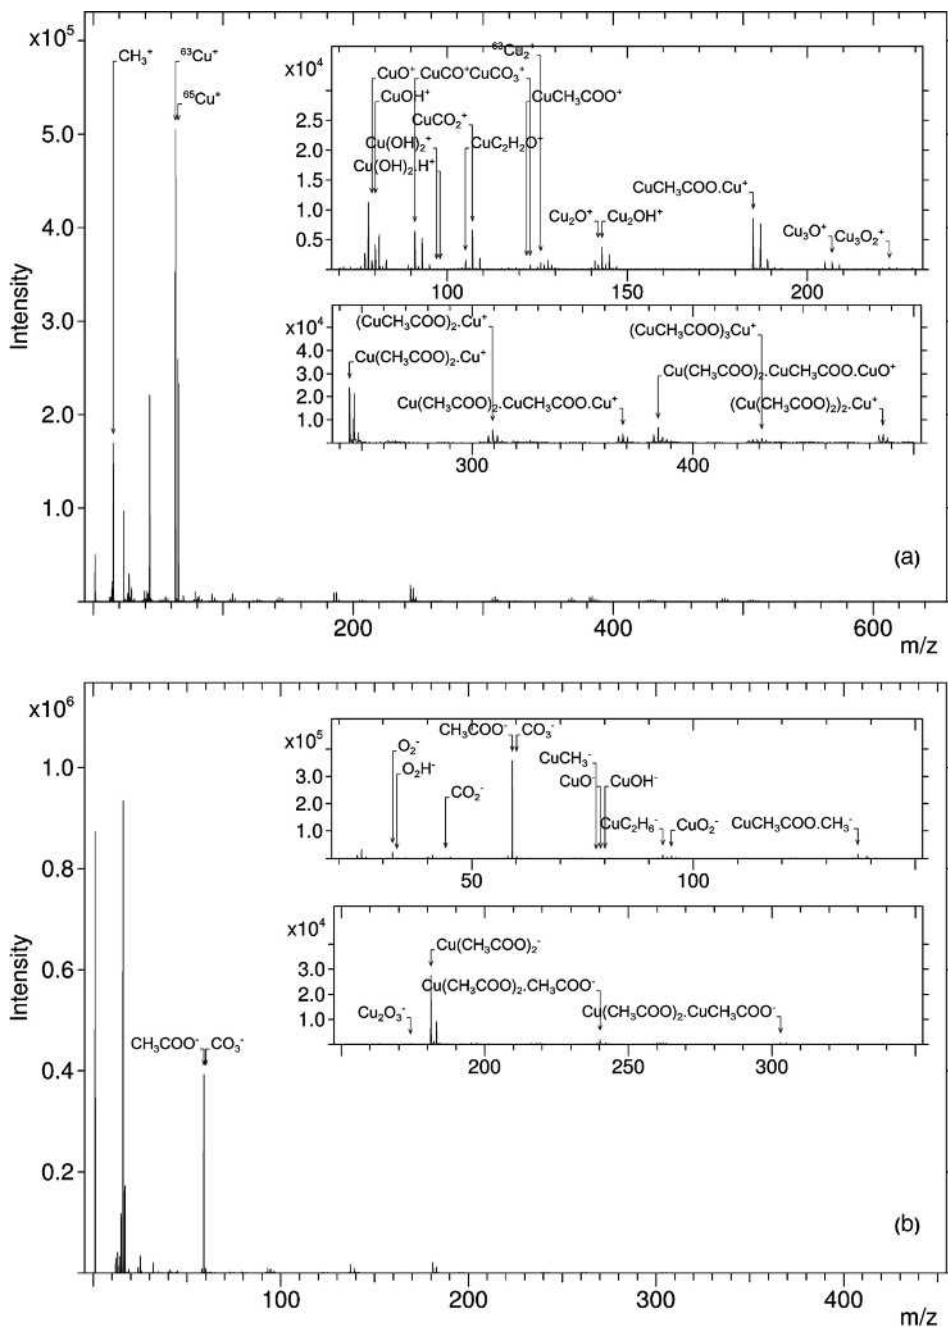 x10⁵
CH₃⁺
⁶³Cu⁺
⁶⁵Cu⁺
5.0
4.0
3.0
2.0
1.0
Intensity
200
400
600
m/z
(a)
x10⁴
2.5
2.0
1.5
1.0
0.5
⁶³Cu₂⁺
CuO⁺ CuCO⁺ CuCO₃⁺
CuOH⁺ CuCH₃COO⁺
CuCO₂⁺
Cu(OH)₂⁺ CuC₂H₂O⁺
Cu(OH)₂.H⁺
CuCH₃COO.Cu⁺
Cu₂O⁺ Cu₂OH⁺
Cu₃O⁺ Cu₃O₂⁺
100
150
200
x10⁴
4.0
3.0
2.0
1.0
(CuCH₃COO)₂.Cu⁺ (CuCH₃COO)₃Cu⁺
Cu(CH₃COO)₂.Cu⁺ Cu(CH₃COO)₂.CuCH₃COO.CuO⁺
Cu(CH₃COO)₂.CuCH₃COO.Cu⁺ (Cu(CH₃COO)₂)₂.Cu⁺
300
400
x10⁶
1.0
0.8
0.6
0.4
0.2
Intensity
CH₃COO⁻ CO₃⁻
0
100
200
300
400
m/z
(b)
x10⁵
3.0
2.0
1.0
CH₃COO⁻ CO₃⁻
O₂⁻
O₂H⁻
CO₂⁻
CuCH₃⁻
CuO⁻ CuOH⁻
CuC₂H₆⁻ CuO₂⁻ CuCH₃COO.CH₃⁻
50
100
x10⁴
3.0
2.0
1.0
Cu(CH₃COO)₂⁻
Cu(CH₃COO)₂.CH₃COO⁻
Cu₂O₃⁻ Cu(CH₃COO)₂.CuCH₃COO⁻
200
250
300